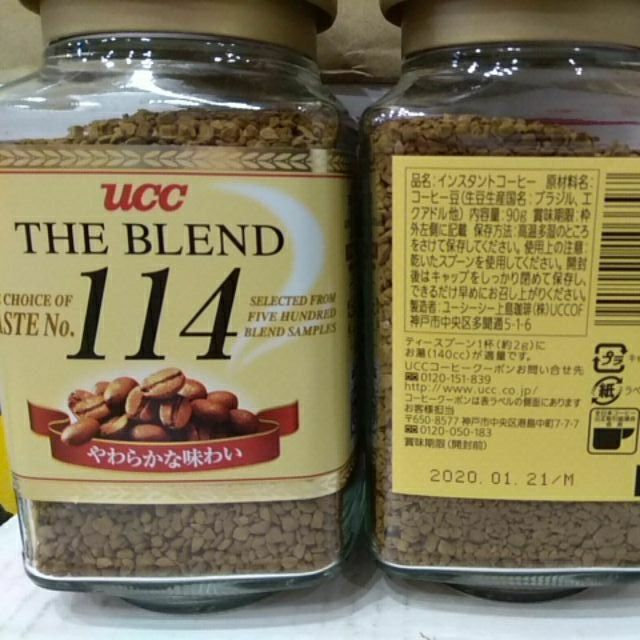 UCC
THE BLEND
CHOICE OF
TASTE No.
114
SELECTED FROM
FIVE HUNDRED
BLEND SAMPLES
やわらかな味わい
品名：インスタントコーヒー 原材料名：
コーヒー豆（生豆生産国名：ブラジル、エ
クアドル他）内容量：90g 賞味期限：枠
外左側に記載 保存方法：高温多湿のところ
をさけて保存してください。使用上の注意：
乾いたスプーンを使用してください。開封
後はキャップをしっかり閉めて保存し、
できるだけ早めにお召し上がりください。
製造者：ユーシーシー上島珈琲(株)UCCOF
神戸市中央区多聞通5-1-6
ティースプーン1杯(約2g)に
お湯(140cc)が適量です。
UCCコーヒークーポンお問い合せ先
0120-151-839
http://www.ucc.co.jp/
コーヒークーポンは表ラベルの側面にあります
お客様担当
〒650-8577 神戸市中央区港島中町7-7-7
0120-050-183
賞味期限(開封前)
2020.01.21/M
プラ
紙
ラベ